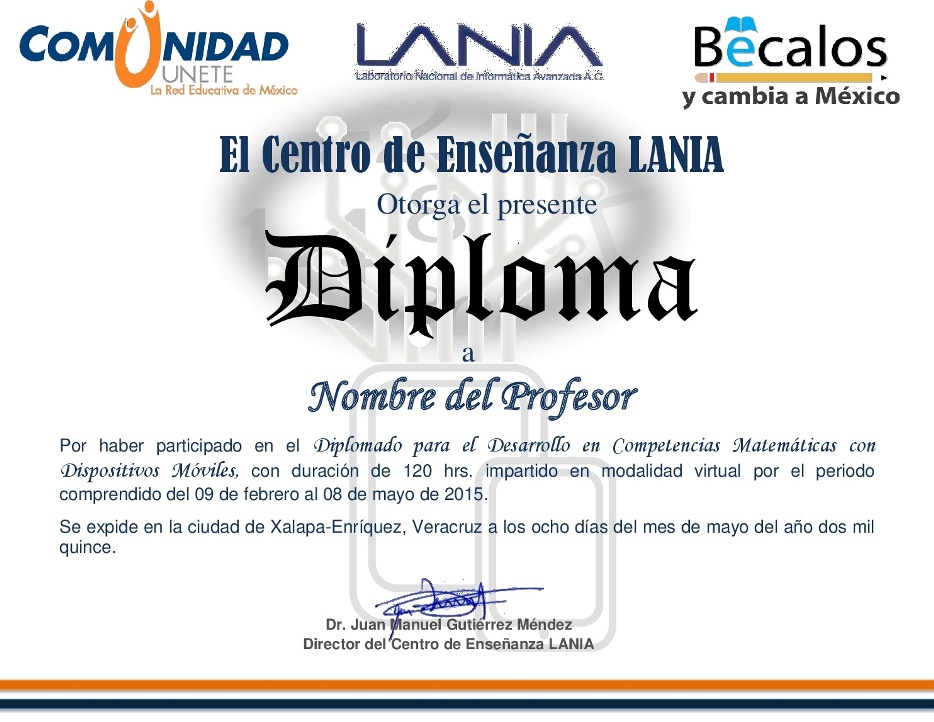 COMUNIDAD
UNETE
La Red Educativa de México
LANIA
Laboratorio Nacional de Informática Avanzada A.C.
Bécalos
y cambia a México
El Centro de Enseñanza LANIA
Otorga el presente
Diploma
a
Nombre del Profesor
Por haber participado en el Diplomado para el Desarrollo en Competencias Matemáticas con
Dispositivos Móviles, con duración de 120 hrs. impartido en modalidad virtual por el periodo
comprendido del 09 de febrero al 08 de mayo de 2015.
Se expide en la ciudad de Xalapa-Enríquez, Veracruz a los ocho días del mes de mayo del año dos mil
quince.
Dr. Juan Manuel Gutiérrez Méndez
Director del Centro de Enseñanza LANIA